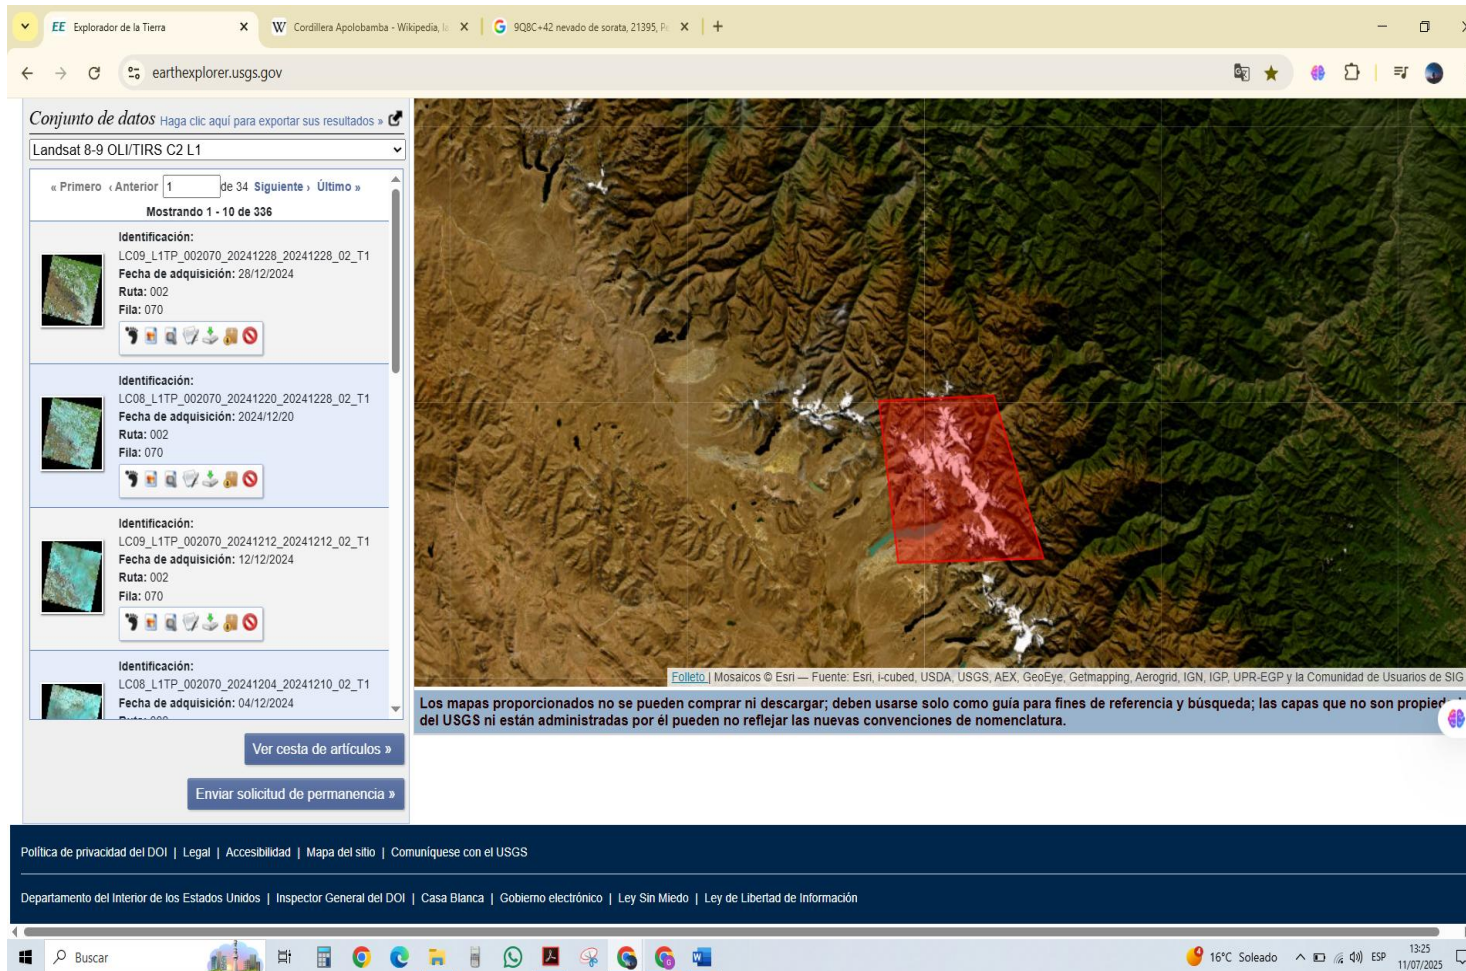 EE Explorador de la Tierra
W Cordillera Apolobamba - Wikipedia, la
G 9Q8C+42 nevado de sorata, 21395, Pe
earthexplorer.usgs.gov
Conjunto de datos Haga clic aquí para exportar sus resultados »
Landsat 8-9 OLI/TIRS C2 L1
« Primero ‹ Anterior 1 de 34 Siguiente › Último »
Mostrando 1 - 10 de 336
Identificación:
LC09_L1TP_002070_20241228_20241228_02_T1
Fecha de adquisición: 28/12/2024
Ruta: 002
Fila: 070
Identificación:
LC08_L1TP_002070_20241220_20241228_02_T1
Fecha de adquisición: 2024/12/20
Ruta: 002
Fila: 070
Identificación:
LC09_L1TP_002070_20241212_20241212_02_T1
Fecha de adquisición: 12/12/2024
Ruta: 002
Fila: 070
Identificación:
LC08_L1TP_002070_20241204_20241210_02_T1
Fecha de adquisición: 04/12/2024
Ver cesta de artículos »
Enviar solicitud de permanencia »
Folleto | Mosaicos © Esri — Fuente: Esri, i-cubed, USDA, USGS, AEX, GeoEye, Getmapping, Aerogrid, IGN, IGP, UPR-EGP y la Comunidad de Usuarios de SIG
Los mapas proporcionados no se pueden comprar ni descargar; deben usarse solo como guía para fines de referencia y búsqueda; las capas que no son
del USGS ni están administradas por él pueden no reflejar las nuevas convenciones de nomenclatura.
Política de privacidad del DOI | Legal | Accesibilidad | Mapa del sitio | Comuníquese con el USGS
Departamento del Interior de los Estados Unidos | Inspector General del DOI | Casa Blanca | Gobierno electrónico | Ley Sin Miedo | Ley de Libertad de Información
Buscar
16°C Soleado
ESP
13:25
11/07/2025